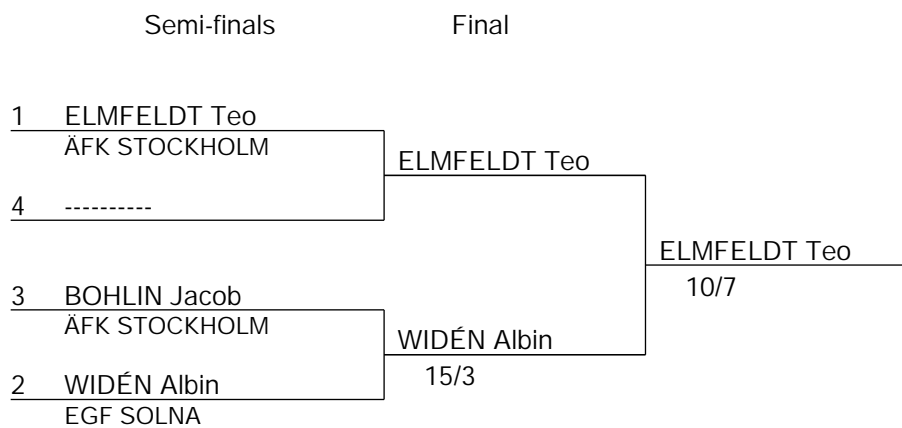 Semi-finals Final
1 ELMFELDT Teo
ÄFK STOCKHOLM
ELMFELDT Teo
4 ----------
ELMFELDT Teo
10/7
3 BOHLIN Jacob
ÄFK STOCKHOLM
WIDÉN Albin
15/3
2 WIDÉN Albin
EGF SOLNA